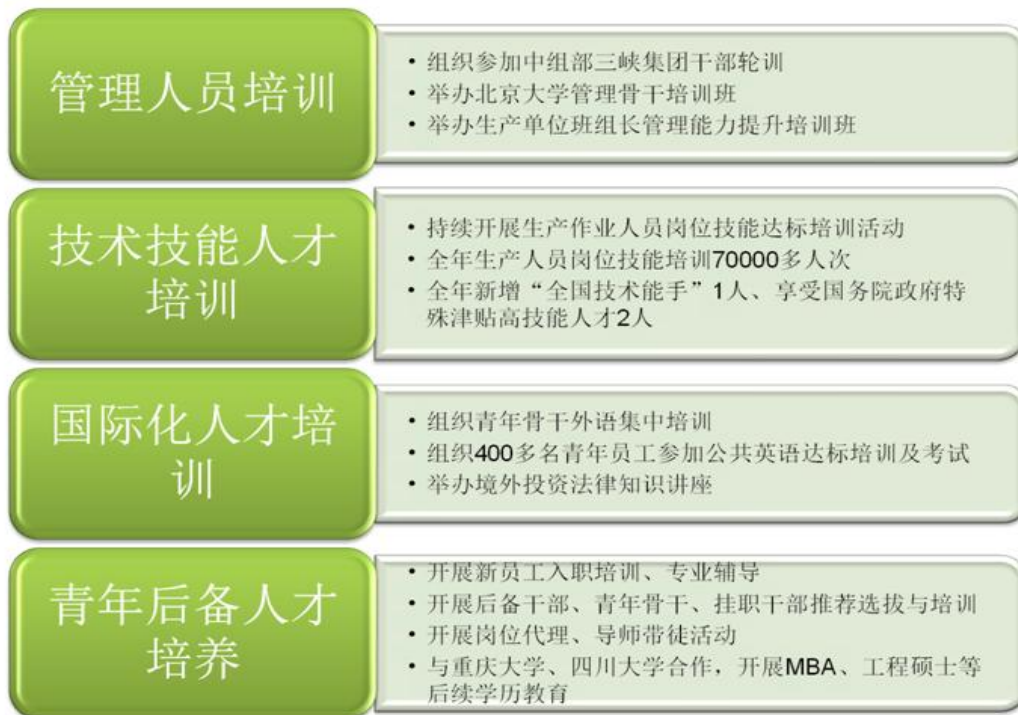 管理人员培训
• 组织参加中组部三峡集团干部轮训
• 举办北京大学管理骨干培训班
• 举办生产单位班组长管理能力提升培训班
技术技能人才
培训
• 持续开展生产作业人员岗位技能达标培训活动
• 全年生产人员岗位技能培训70000多人次
• 全年新增“全国技术能手”1人、享受国务院政府特
殊津贴高技能人才2人
国际化人才培
训
• 组织青年骨干外语集中培训
• 组织400多名青年员工参加公共英语达标培训及考试
• 举办境外投资法律知识讲座
青年后备人才
培养
• 开展新员工入职培训、专业辅导
• 开展后备干部、青年骨干、挂职干部推荐选拔与培训
• 开展岗位代理、导师带徒活动
• 与重庆大学、四川大学合作，开展MBA、工程硕士等
后续学历教育